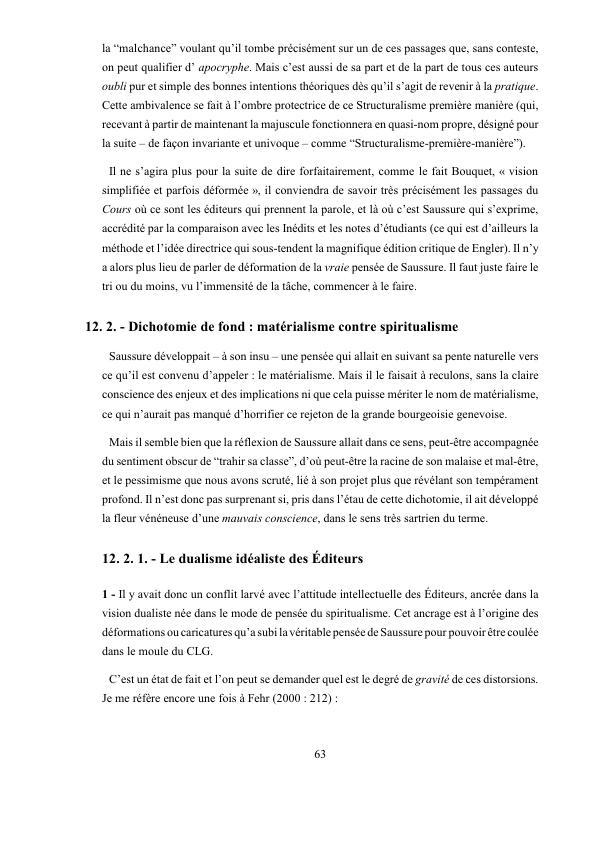 la “malchance” voulant qu’il tombe précisément sur un de ces passages que, sans conteste,
on peut qualifier d’ apocryphe. Mais c’est aussi de sa part et de la part de tous ces auteurs
oubli pur et simple des bonnes intentions théoriques dès qu’il s’agit de revenir à la pratique.
Cette ambivalence se fait à l’ombre protectrice de ce Structuralisme première manière (qui,
recevant à partir de maintenant la majuscule fonctionnera en quasi-nom propre, désigné pour
la suite – de façon invariante et univoque – comme “Structuralisme-première-manière”).
Il ne s’agira plus pour la suite de dire forfaitairement, comme le fait Bouquet, « vision
simplifiée et parfois déformée », il conviendra de savoir très précisément les passages du
Cours où ce sont les éditeurs qui prennent la parole, et là où c’est Saussure qui s’exprime,
accrédité par la comparaison avec les Inédits et les notes d’étudiants (ce qui est d’ailleurs la
méthode et l’idée directrice qui sous-tendent la magnifique édition critique de Engler). Il n’y
a alors plus lieu de parler de déformation de la vraie pensée de Saussure. Il faut juste faire le
tri ou du moins, vu l’immensité de la tâche, commencer à le faire.
12. 2. - Dichotomie de fond : matérialisme contre spiritualisme
Saussure développait – à son insu – une pensée qui allait en suivant sa pente naturelle vers
ce qu’il est convenu d’appeler : le matérialisme. Mais il le faisait à reculons, sans la claire
conscience des enjeux et des implications ni que cela puisse mériter le nom de matérialisme,
ce qui n’aurait pas manqué d’horrifier ce rejeton de la grande bourgeoisie genevoise.
Mais il semble bien que la réflexion de Saussure allait dans ce sens, peut-être accompagnée
du sentiment obscur de “trahir sa classe”, d’où peut-être la racine de son malaise et mal-être,
et le pessimisme que nous avons scruté, lié à son projet plus que révélant son tempérament
profond. Il n’est donc pas surprenant si, pris dans l’étau de cette dichotomie, il ait développé
la fleur vénéneuse d’une mauvais conscience, dans le sens très sartrien du terme.
12. 2. 1. - Le dualisme idéaliste des Éditeurs
1 - Il y avait donc un conflit larvé avec l’attitude intellectuelle des Éditeurs, ancrée dans la
vision dualiste née dans le mode de pensée du spiritualisme. Cet ancrage est à l’origine des
déformations ou caricatures qu’a subi la véritable pensée de Saussure pour pouvoir être coulée
dans le moule du CLG.
C’est un état de fait et l’on peut se demander quel est le degré de gravité de ces distorsions.
Je me réfère encore une fois à Fehr (2000 : 212) :
63